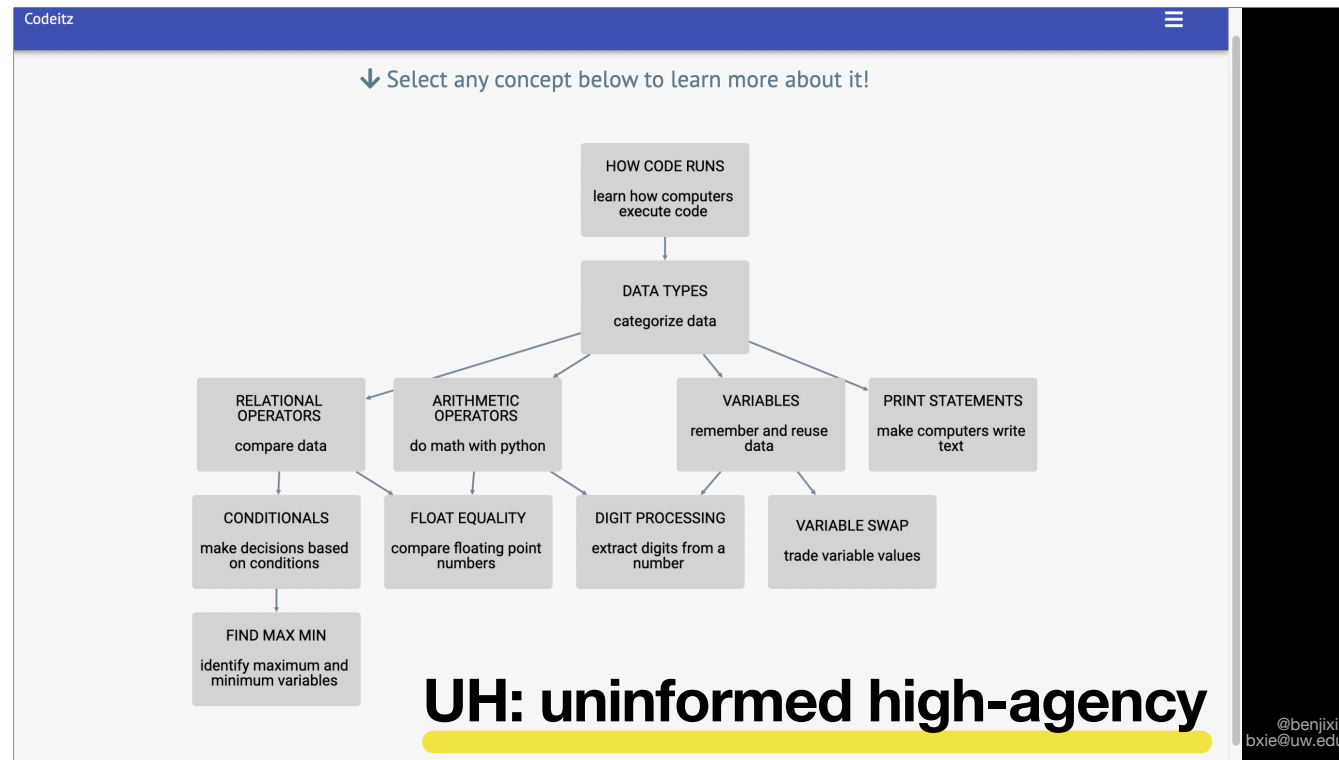 Codeitz
Select any concept below to learn more about it!
HOW CODE RUNS
learn how computers
execute code
DATA TYPES
categorize data
RELATIONAL
OPERATORS
compare data
ARITHMETIC
OPERATORS
do math with python
VARIABLES
remember and reuse
data
PRINT STATEMENTS
make computers write
text
CONDITIONALS
make decisions based
on conditions
FLOAT EQUALITY
compare floating point
numbers
DIGIT PROCESSING
extract digits from a
number
VARIABLE SWAP
trade variable values
FIND MAX MIN
identify maximum and
minimum variables
UH: uninformed high-agency
@benjixi
bxie@uw.edu